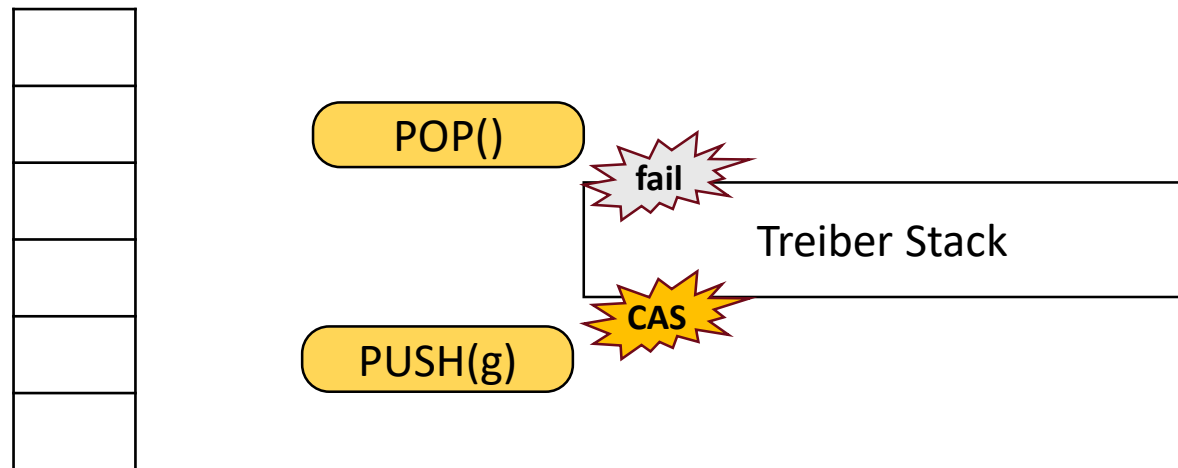 POP()
fail
Treiber Stack
CAS
PUSH(g)